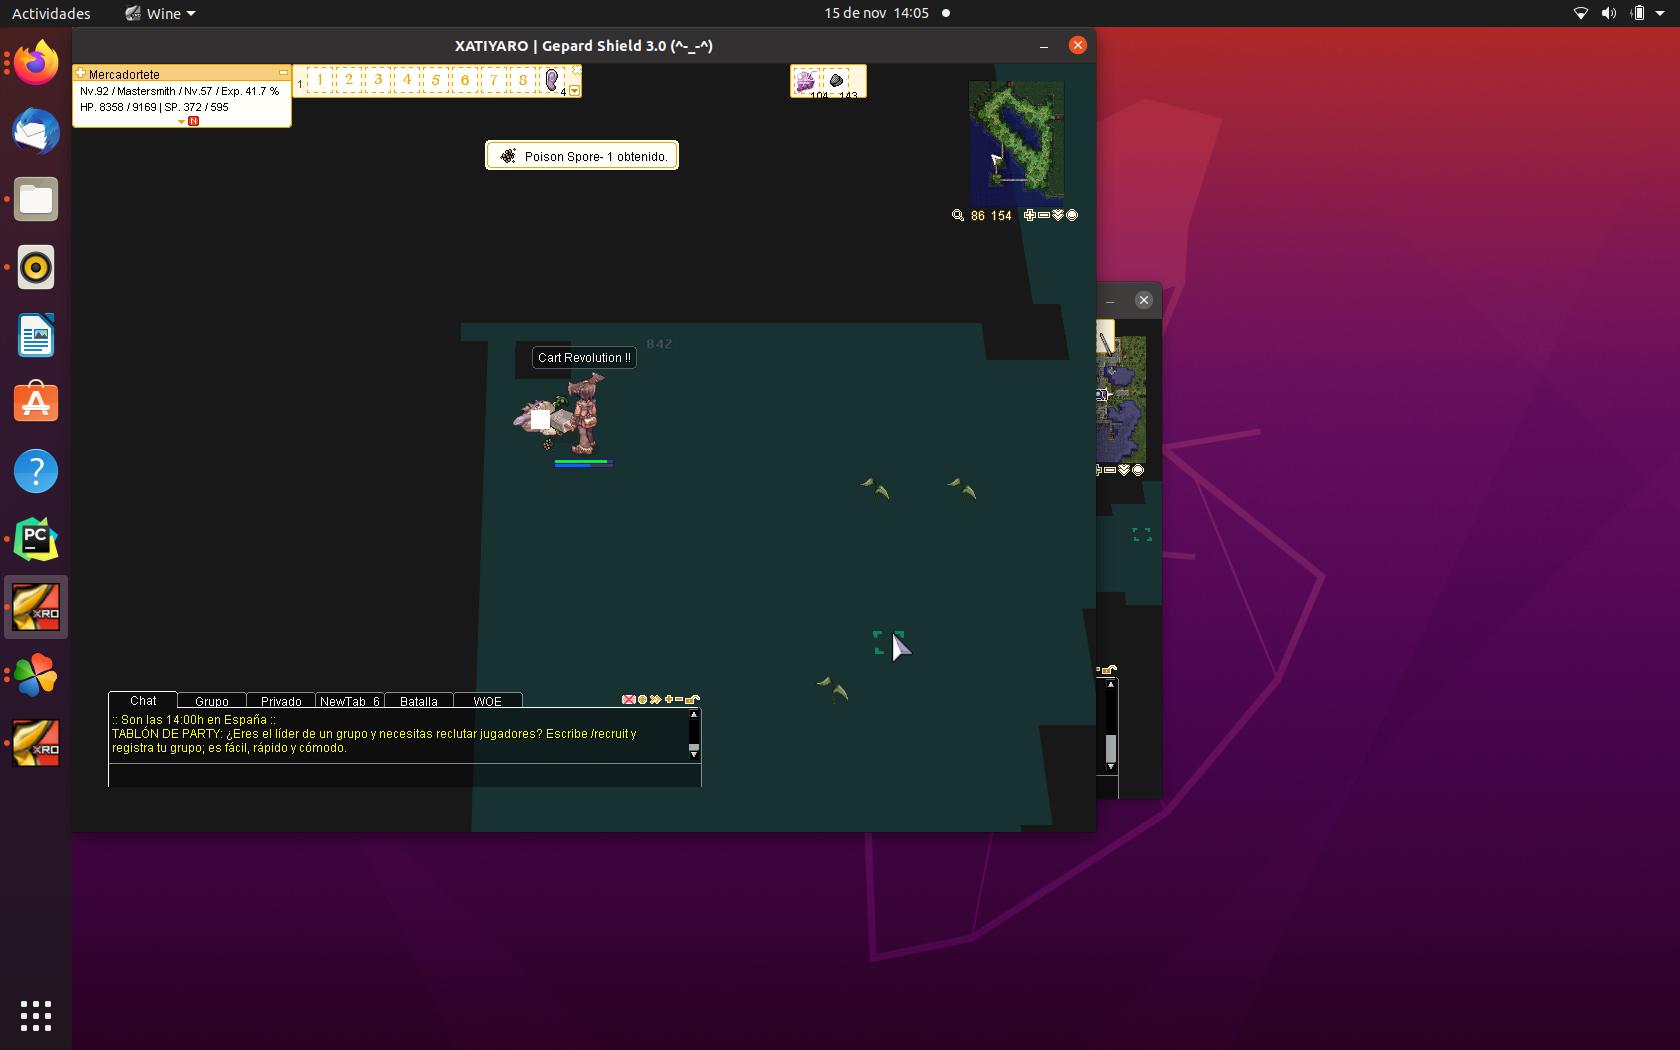 Actividades
Wine
15 de nov 14:05
XATIYARO | Gepard Shield 3.0 (^-_-^)
Mercadortete
Nv.92 / Mastersmith / Nv.57 / Exp. 41.7 %
HP. 8358 / 9169 | SP. 372 / 595
N
1
1 2 3 4 5 6 7 8
4
104 143
Poison Spore- 1 obtenido.
86 154
842
Cart Revolution !!
PC
XRO
XRO
Chat Grupo Privado NewTab_6 Batalla WOE
:: Son las 14:00h en España ::
TABLÓN DE PARTY: ¿Eres el líder de un grupo y necesitas reclutar jugadores? Escribe /recruit y
registra tu grupo; es fácil, rápido y cómodo.